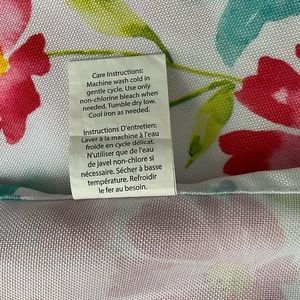 Care Instructions:
Machine wash cold in
gentle cycle. Use only
non-chlorine bleach when
needed. Tumble dry low.
Cool iron as needed.
Instructions D'entretien:
Laver à la machine à l'eau
froide en cycle délicat.
N'utiliser que de l'eau
de javel non-chlore si
nécessaire. Sécher à basse
température. Refroidir
le fer au besoin.